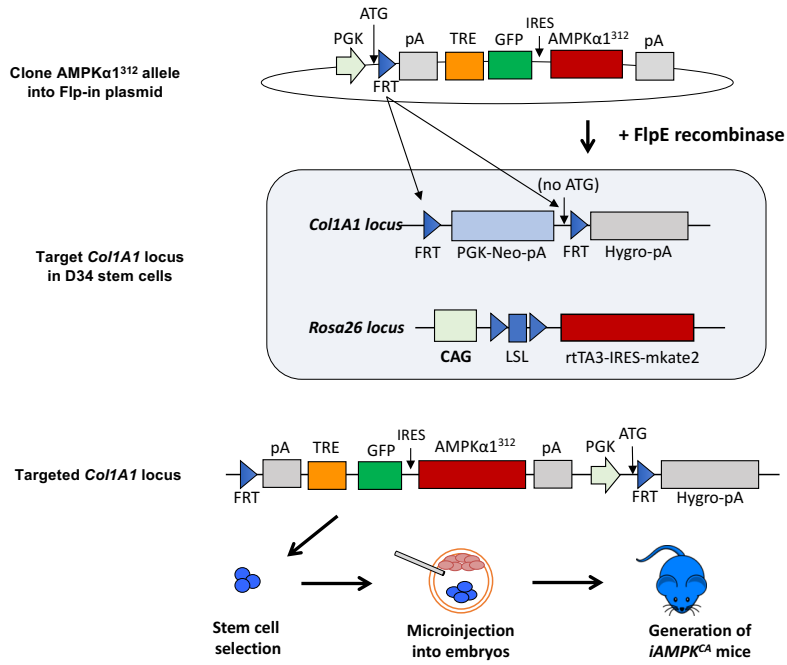 IRES
ATG
PGK
pA
TRE
GFP
AMPKα1³¹²
pA
Clone AMPKα1³¹² allele
into Flp-in plasmid
FRT
+ FlpE recombinase
(no ATG)
Col1A1 locus
FRT
PGK-Neo-pA
FRT
Hygro-pA
Target Col1A1 locus
in D34 stem cells
Rosa26 locus
CAG
LSL
rtTA3-IRES-mkate2
pA
TRE
GFP
IRES
AMPKα1³¹²
pA
PGK
ATG
Targeted Col1A1 locus
FRT
FRT
Hygro-pA
Stem cell
selection
Microinjection
into embryos
Generation of
iAMPKᶜᴬ mice